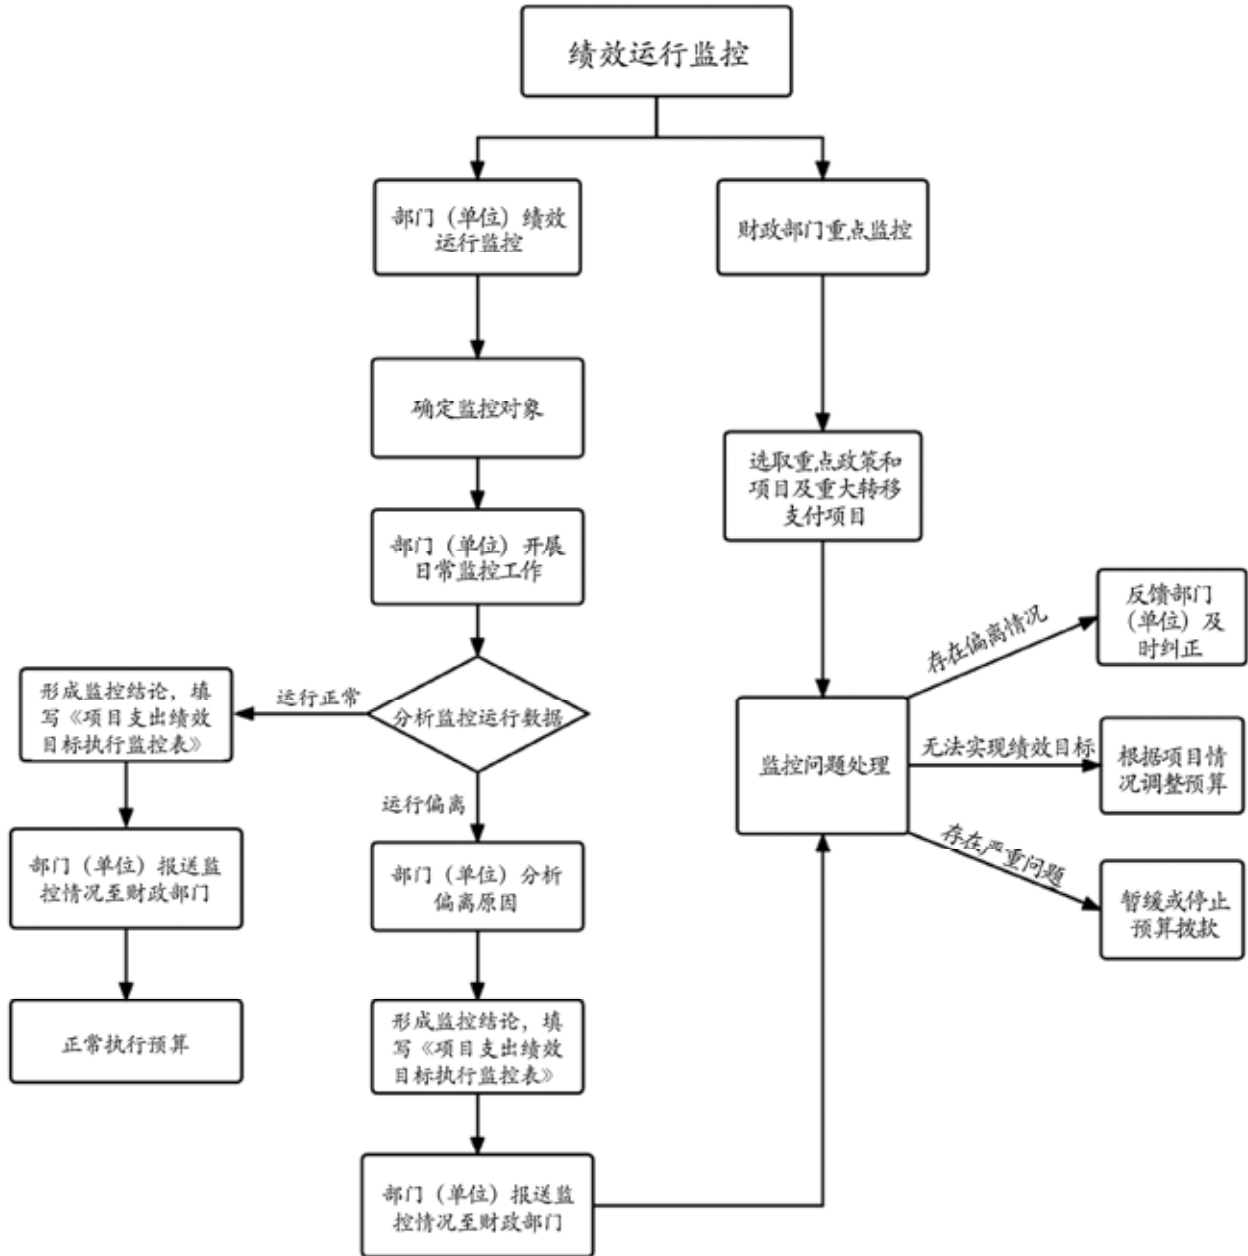 绩效运行监控
部门（单位）绩效
运行监控
财政部门重点监控
确定监控对象
选取重点政策和
项目及重大转移
支付项目
部门（单位）开展
日常监控工作
反馈部门
（单位）及
时纠正
存在偏离情况
形成监控结论，填
写《项目支出绩效
目标执行监控表》
运行正常
分析监控运行数据
监控问题处理
无法实现绩效目标
根据项目情
况调整预算
运行偏离
存在严重问题
部门（单位）报送监
控情况至财政部门
部门（单位）分析
偏离原因
暂缓或停止
预算拨款
正常执行预算
形成监控结论，填
写《项目支出绩效
目标执行监控表》
部门（单位）报送监
控情况至财政部门